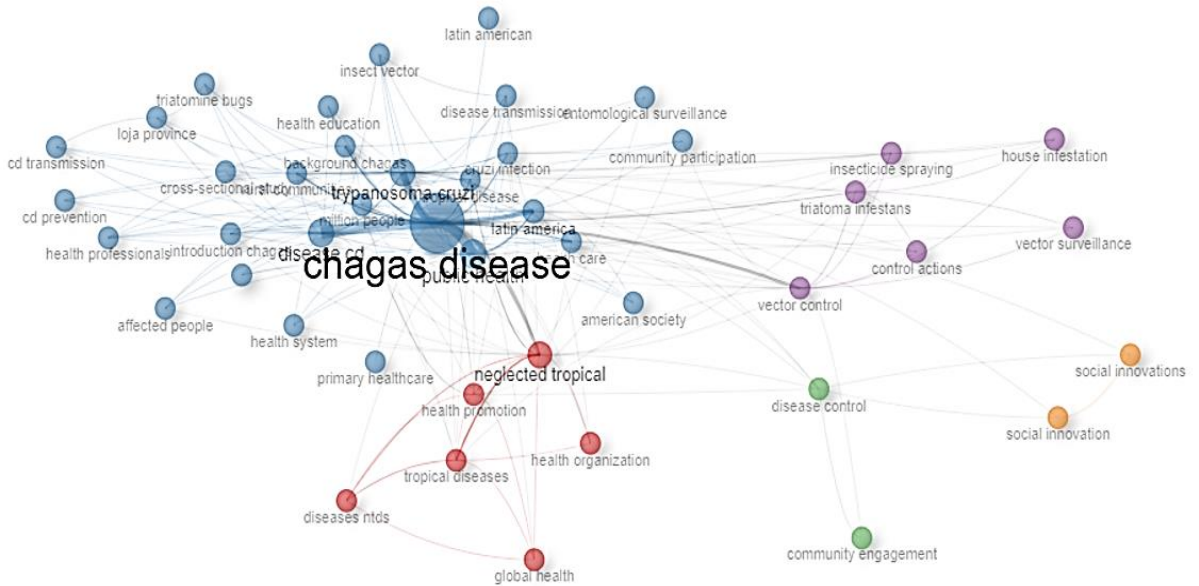 latin american
insect vector
triatomine bugs
disease transmission
entomological surveillance
loja province
health education
cd transmission
background chagas
cruzi infection
community participation
insecticide spraying
house infestation
cross-sectional study
trypanosoma cruzi
disease
triatoma infestans
cd prevention
million people
latin america
health professionals
introduction chagas
disease cd
health care
vector surveillance
control actions
chagas disease
public health
vector control
affected people
american society
health system
primary healthcare
neglected tropical
social innovations
health promotion
disease control
social innovation
health organization
tropical diseases
diseases ntds
community engagement
global health